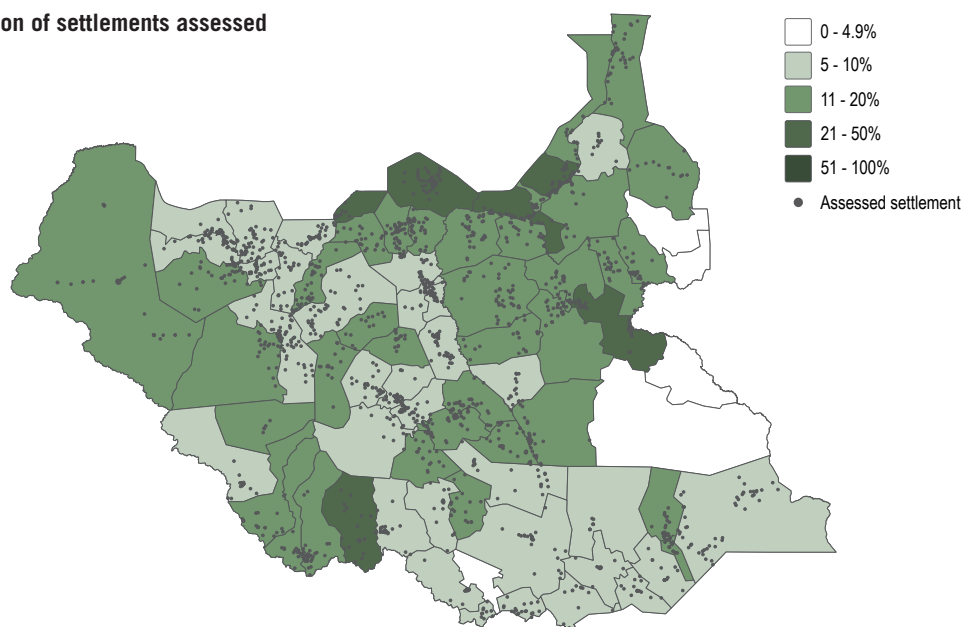 on of settlements assessed
0 - 4.9%
5 - 10%
11 - 20%
21 - 50%
51 - 100%
Assessed settlement